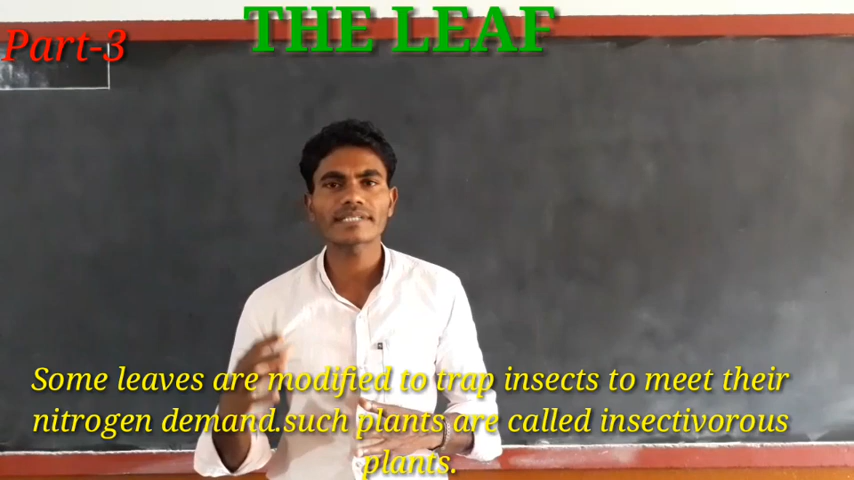 THE LEAF
Part-3
Some leaves are modified to trap insects to meet their
nitrogen demand.such plants are called insectivorous
plants.